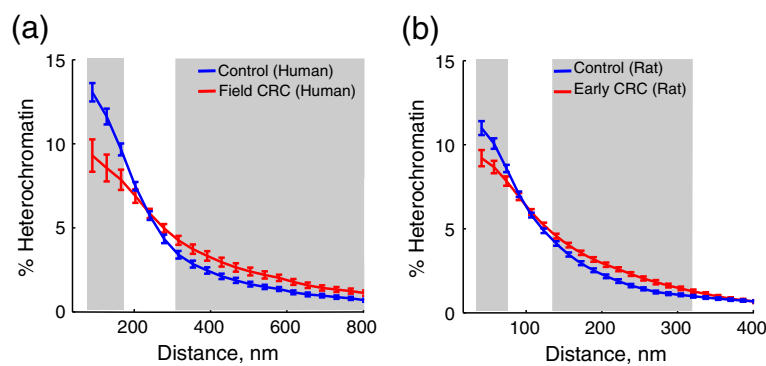 (a)
15
10
5
0
% Heterochromatin
Control (Human)
Field CRC (Human)
200
400
600
800
Distance, nm
(b)
15
10
5
0
% Heterochromatin
Control (Rat)
Early CRC (Rat)
100
200
300
400
Distance, nm